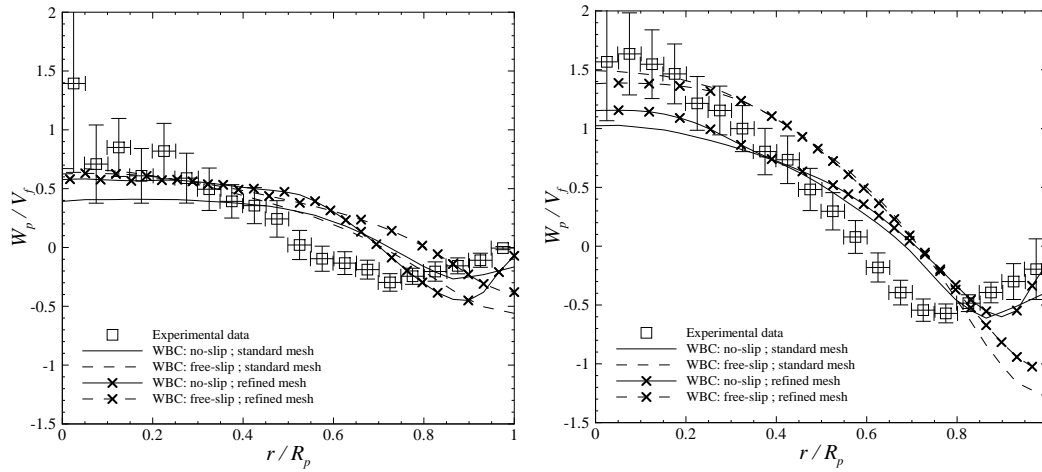 2
1.5
1
0.5
0
-0.5
-1
-1.5
W_p / V_f
0 0.2 0.4 0.6 0.8 1
r / R_p
Experimental data
WBC: no-slip ; standard mesh
WBC: free-slip ; standard mesh
WBC: no-slip ; refined mesh
WBC: free-slip ; refined mesh
2
1.5
1
0.5
0
-0.5
-1
-1.5
W_p / V_f
0 0.2 0.4 0.6 0.8
r / R_p
Experimental data
WBC: no-slip ; standard mesh
WBC: free-slip ; standard mesh
WBC: no-slip ; refined mesh
WBC: free-slip ; refined mesh